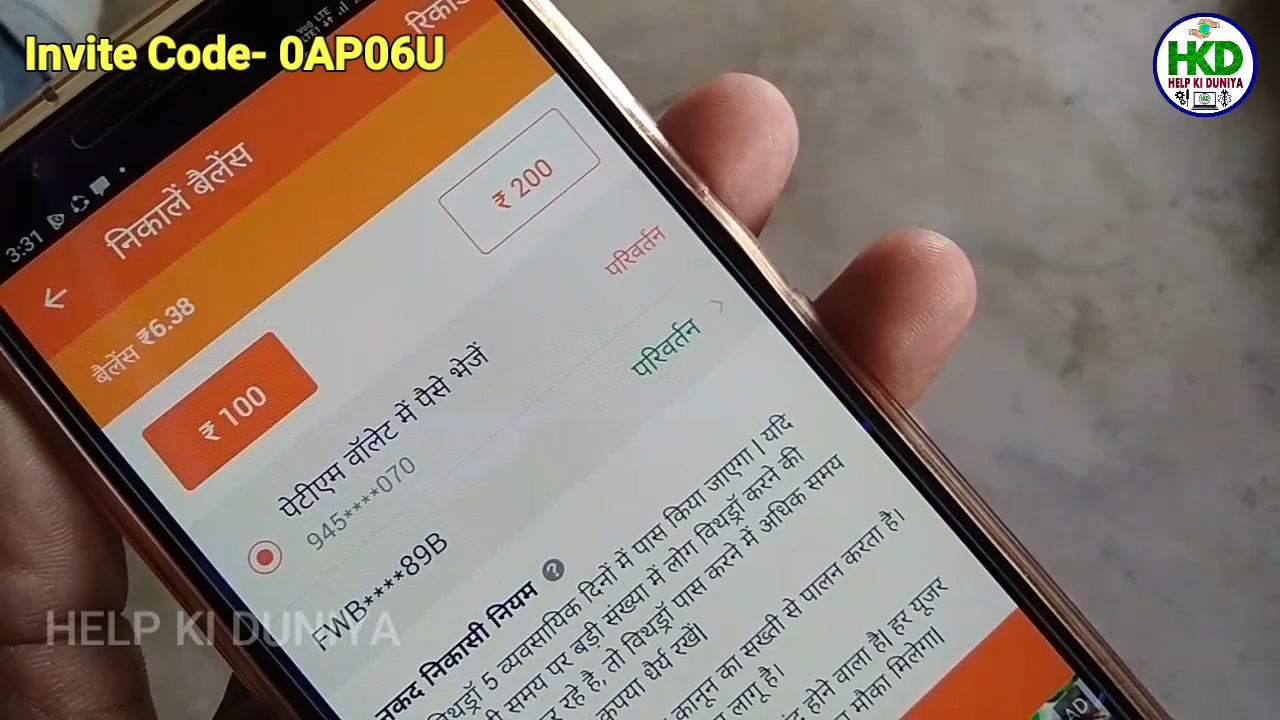 Invite Code- 0AP06U
HKD
HELP KI DUNIYA
3:31
निकालें बैलेंस
बैलेंस ₹6.38
₹ 100
₹ 200
पेटीएम वॉलेट में पैसे भेजें
परिवर्तन
945****070
FWB****89B
परिवर्तन
नकद निकासी नियम
विथड्रॉ 5 व्यवसायिक दिनों में पास किया जाएगा। यदि
समय पर बड़ी संख्या में लोग विथड्रॉ करने की
रहे है, तो विथड्रॉ पास करने में अधिक समय
कृपया धैर्य रखें।
कानून का सख्ती से पालन करता है।
लागू है।
होने वाला है। हर यूजर
मौका मिलेगा।
AD
HELP KI DUNIYA